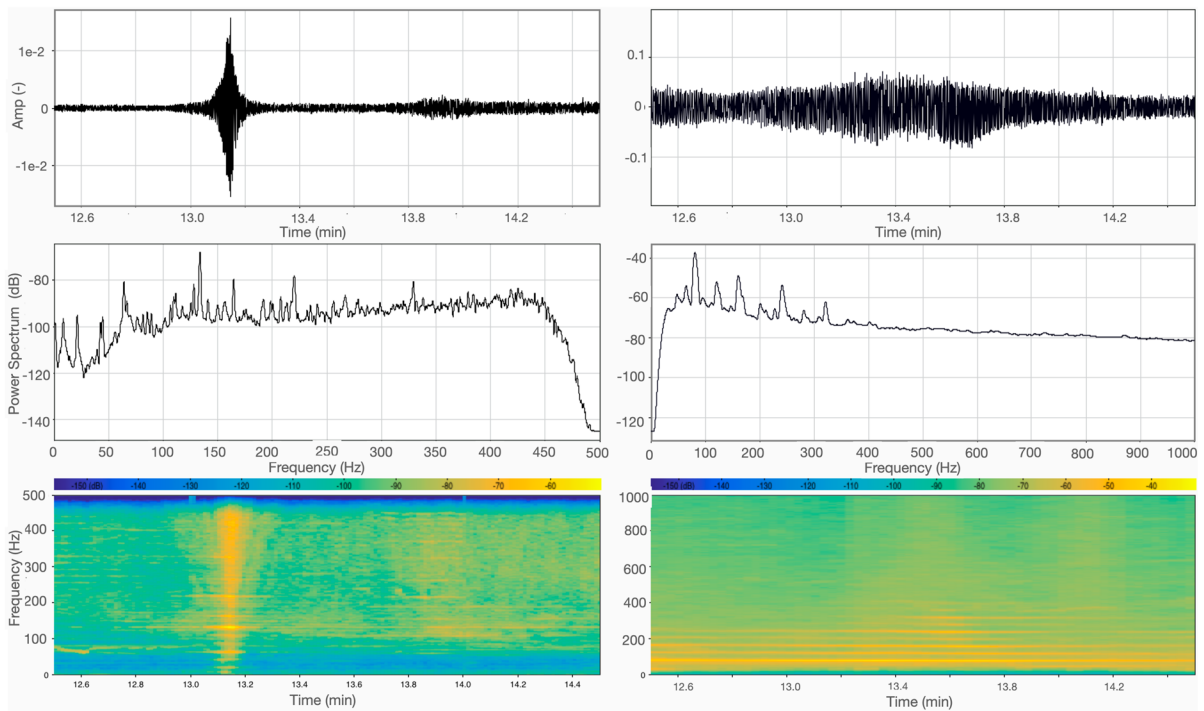 1e-2
0
-1e-2
Amp (-)
12.6 13.0 13.4 13.8 14.2
Time (min)
0.1
0
-0.1
12.6 13.0 13.4 13.8 14.2
Time (min)
-80
-100
-120
-140
Power Spectrum (dB)
0 50 100 150 200 250 300 350 400 450 500
Frequency (Hz)
-40
-60
-80
-100
-120
0 100 200 300 400 500 600 700 800 900 1000
Frequency (Hz)
-150 (dB) -140 -130 -120 -110 -100 -90 -80 -70 -60
500
400
300
200
100
0
Frequency (Hz)
12.6 12.8 13.0 13.2 13.4 13.6 13.8 14.0 14.2 14.4
Time (min)
-150 (dB) -140 -130 -120 -110 -100 -90 -80 -70 -60 -50 -40
1000
800
600
400
200
0
12.6 13.0 13.4 13.8 14.2
Time (min)